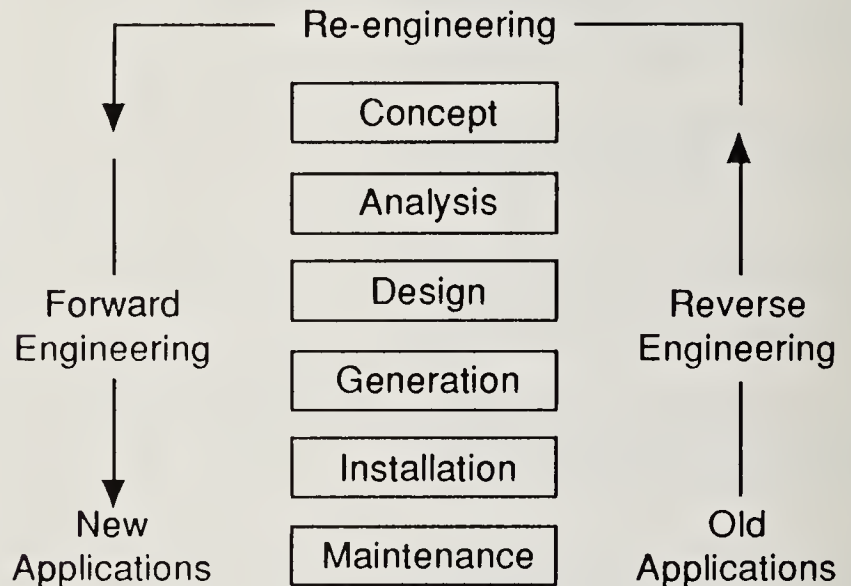 Re-engineering
Concept
Analysis
Design
Generation
Installation
Maintenance
Forward
Engineering
New
Applications
Reverse
Engineering
Old
Applications